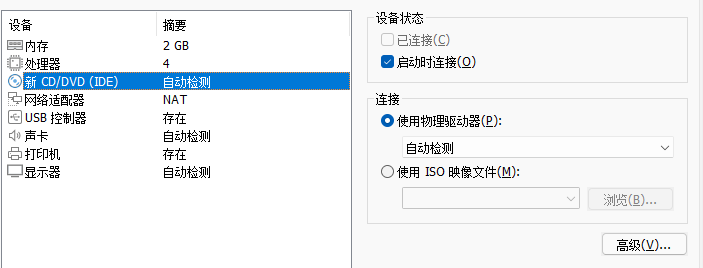 设备 摘要
内存 2 GB
处理器 4
新 CD/DVD (IDE) 自动检测
网络适配器 NAT
USB 控制器 存在
声卡 自动检测
打印机 存在
显示器 自动检测
设备状态
已连接(C)
启动时连接(O)
连接
使用物理驱动器(P):
自动检测
使用 ISO 映像文件(M):
浏览(B)...
高级(V)...